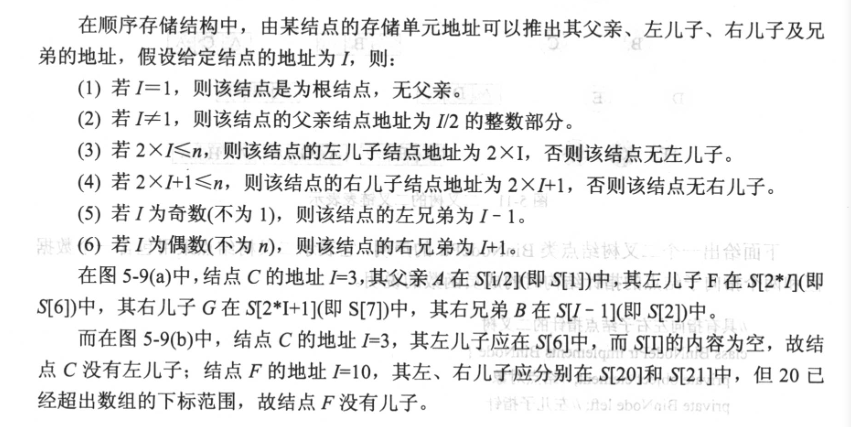 在顺序存储结构中，由某结点的存储单元地址可以推出其父亲、左儿子、右儿子及兄
弟的地址，假设给定结点的地址为 I，则：
(1) 若 I=1，则该结点是为根结点，无父亲。
(2) 若 I≠1，则该结点的父亲结点地址为 I/2 的整数部分。
(3) 若 2×I≤n，则该结点的左儿子结点地址为 2×I，否则该结点无左儿子。
(4) 若 2×I+1≤n，则该结点的右儿子结点地址为 2×I+1，否则该结点无右儿子。
(5) 若 I 为奇数(不为 1)，则该结点的左兄弟为 I－1。
(6) 若 I 为偶数(不为 n)，则该结点的右兄弟为 I+1。
在图 5-9(a)中，结点 C 的地址 I=3，其父亲 A 在 S[i/2](即 S[1])中，其左儿子 F 在 S[2*I](即
S[6])中，其右儿子 G 在 S[2*I+1](即 S[7])中，其右兄弟 B 在 S[I－1](即 S[2])中。
而在图 5-9(b)中，结点 C 的地址 I=3，其左儿子应在 S[6]中，而 S[I]的内容为空，故结
点 C 没有左儿子；结点 F 的地址 I=10，其左、右儿子应分别在 S[20]和 S[21]中，但 20 已
经超出数组的下标范围，故结点 F 没有儿子。